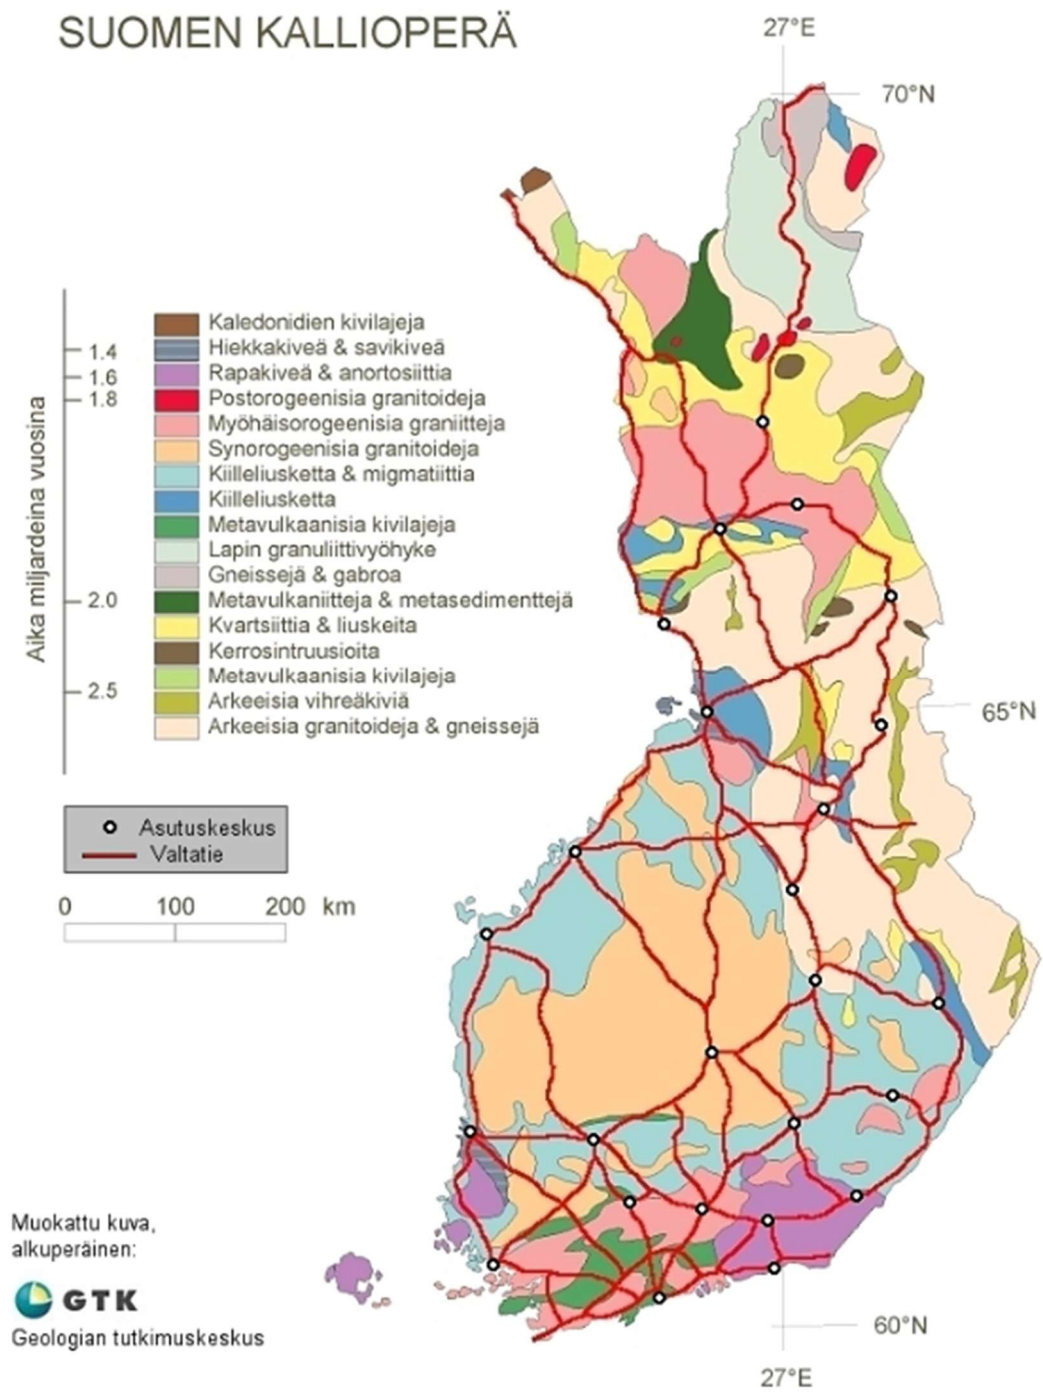 SUOMEN KALLIOPERÄ
27°E
70°N
Aika miljardeina vuosina
Kaledonidien kivilajeja
Hiekkakiveä & savikiveä
1.4
Rapakiveä & anortosiittia
1.6
Postorogeenisia granitoideja
1.8
Myöhäisorogeenisia graniitteja
Synorogeenisia granitoideja
Kiilleliusketta & migmatiittia
Kiilleliusketta
Metavulkaanisia kivilajeja
Lapin granuliittivyöhyke
Gneissejä & gabroa
Metavulkaniitteja & metasedimenttejä
2.0
Kvartsiittia & liuskeita
Kerrosintruusioita
Metavulkaanisia kivilajeja
2.5
Arkeeisia vihreäkiviä
Arkeeisia granitoideja & gneissejä
65°N
Asutuskeskus
Valtatie
0 100 200 km
Muokattu kuva,
alkuperäinen:
GTK
Geologian tutkimuskeskus
60°N
27°E